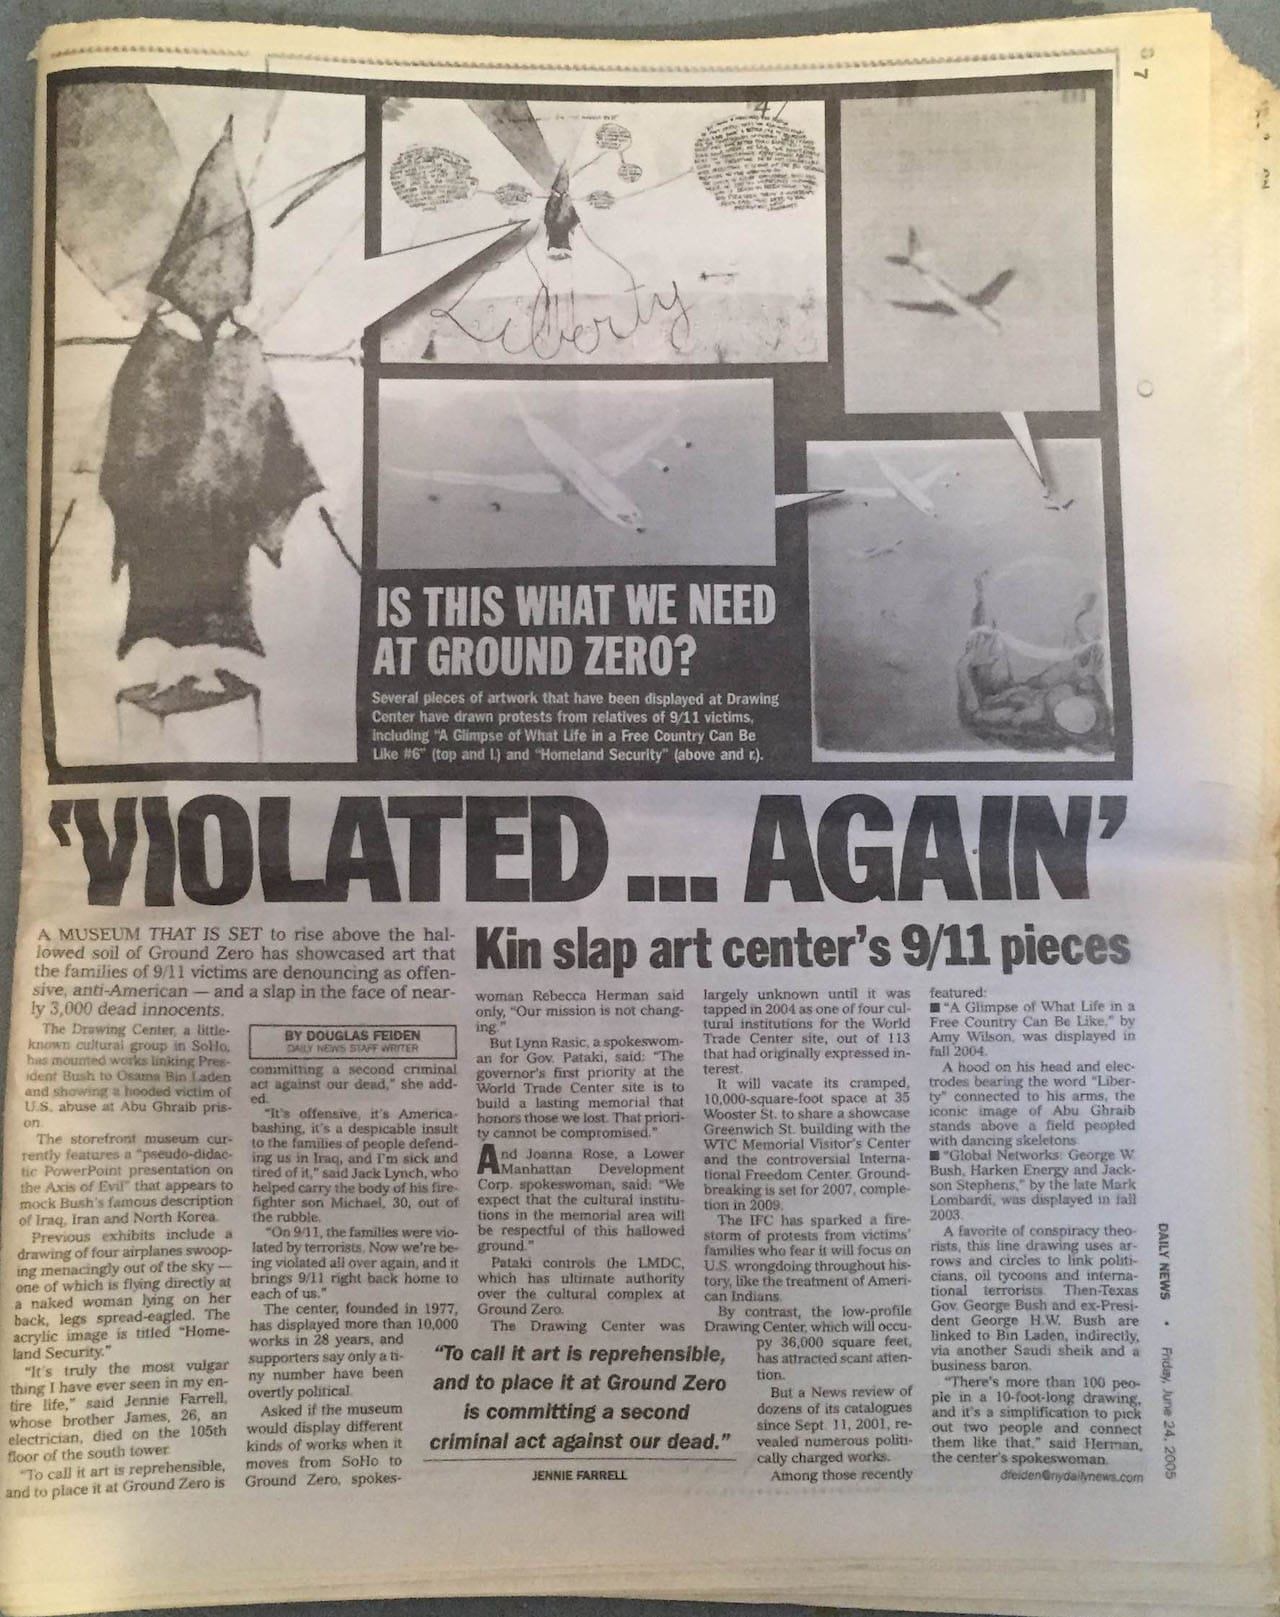 67
Liberty
IS THIS WHAT WE NEED
AT GROUND ZERO?
Several pieces of artwork that have been displayed at Drawing
Center have drawn protests from relatives of 9/11 victims,
including "A Glimpse of What Life in a Free Country Can Be
Like #6" (top and l.) and "Homeland Security" (above and r.).
'VIOLATED ... AGAIN'
Kin slap art center's 9/11 pieces
A MUSEUM THAT IS SET to rise above the hal-
lowed soil of Ground Zero has showcased art that
the families of 9/11 victims are denouncing as offen-
sive, anti-American — and a slap in the face of near-
ly 3,000 dead innocents.
The Drawing Center, a little-
known cultural group in SoHo,
has mounted works linking Pres-
ident Bush to Osama Bin Laden
and showing a hooded victim of
U.S. abuse at Abu Ghraib pris-
on.
The storefront museum cur-
rently features a "pseudo-didac-
tic PowerPoint presentation on
the Axis of Evil" that appears to
mock Bush's famous description
of Iraq, Iran and North Korea.
Previous exhibits include a
drawing of four airplanes swoop-
ing menacingly out of the sky —
one of which is flying directly at
a naked woman lying on her
back, legs spread-eagled. The
acrylic image is titled "Home-
land Security."
"It's truly the most vulgar
thing I have ever seen in my en-
tire life," said Jennie Farrell,
whose brother James, 26, an
electrician, died on the 105th
floor of the south tower.
"To call it art is reprehensible,
and to place it at Ground Zero is
BY DOUGLAS FEIDEN
DAILY NEWS STAFF WRITER
committing a second criminal
act against our dead," she add-
ed.
"It's offensive, it's America-
bashing, it's a despicable insult
to the families of people defend-
ing us in Iraq, and I'm sick and
tired of it," said Jack Lynch, who
helped carry the body of his fire-
fighter son Michael, 30, out of
the rubble.
"On 9/11, the families were vio-
lated by terrorists. Now we're be-
ing violated all over again, and it
brings 9/11 right back home to
each of us."
The center, founded in 1977,
has displayed more than 10,000
works in 28 years, and
supporters say only a ti-
ny number have been
overtly political.
Asked if the museum
would display different
kinds of works when it
moves from SoHo to
Ground Zero, spokes-
woman Rebecca Herman said
only, "Our mission is not chang-
ing."
But Lynn Rasic, a spokeswom-
an for Gov. Pataki, said: "The
governor's first priority at the
World Trade Center site is to
build a lasting memorial that
honors those we lost. That priori-
ty cannot be compromised."
And Joanna Rose, a Lower
Manhattan Development
Corp. spokeswoman, said: "We
expect that the cultural institu-
tions in the memorial area will
be respectful of this hallowed
ground."
Pataki controls the LMDC,
which has ultimate authority
over the cultural complex at
Ground Zero.
The Drawing Center was
"To call it art is reprehensible,
and to place it at Ground Zero
is committing a second
criminal act against our dead."
JENNIE FARRELL
largely unknown until it was
tapped in 2004 as one of four cul-
tural institutions for the World
Trade Center site, out of 113
that had originally expressed in-
terest.
It will vacate its cramped,
10,000-square-foot space at 35
Wooster St. to share a showcase
Greenwich St. building with the
WTC Memorial Visitor's Center
and the controversial Interna-
tional Freedom Center. Ground-
breaking is set for 2007, comple-
tion in 2009.
The IFC has sparked a fire-
storm of protests from victims'
families who fear it will focus on
U.S. wrongdoing throughout his-
tory, like the treatment of Ameri-
can Indians.
By contrast, the low-profile
Drawing Center, which will occu-
py 36,000 square feet,
has attracted scant atten-
tion.
But a News review of
dozens of its catalogues
since Sept. 11, 2001, re-
vealed numerous politi-
cally charged works.
Among those recently
featured:
■ "A Glimpse of What Life in a
Free Country Can Be Like," by
Amy Wilson, was displayed in
fall 2004.
A hood on his head and elec-
trodes bearing the word "Liber-
ty" connected to his arms, the
iconic image of Abu Ghraib
stands above a field peopled
with dancing skeletons.
■ "Global Networks: George W.
Bush, Harken Energy and Jack-
son Stephens," by the late Mark
Lombardi, was displayed in fall
2003.
A favorite of conspiracy theo-
rists, this line drawing uses ar-
rows and circles to link politi-
cians, oil tycoons and interna-
tional terrorists. Then-Texas
Gov. George Bush and ex-Presi-
dent George H.W. Bush are
linked to Bin Laden, indirectly,
via another Saudi sheik and a
business baron.
"There's more than 100 peo-
ple in a 10-foot-long drawing,
and it's a simplification to pick
out two people and connect
them like that," said Herman,
the center's spokeswoman.
dfeiden@nydailynews.com
DAILY NEWS • Friday, June 24, 2005